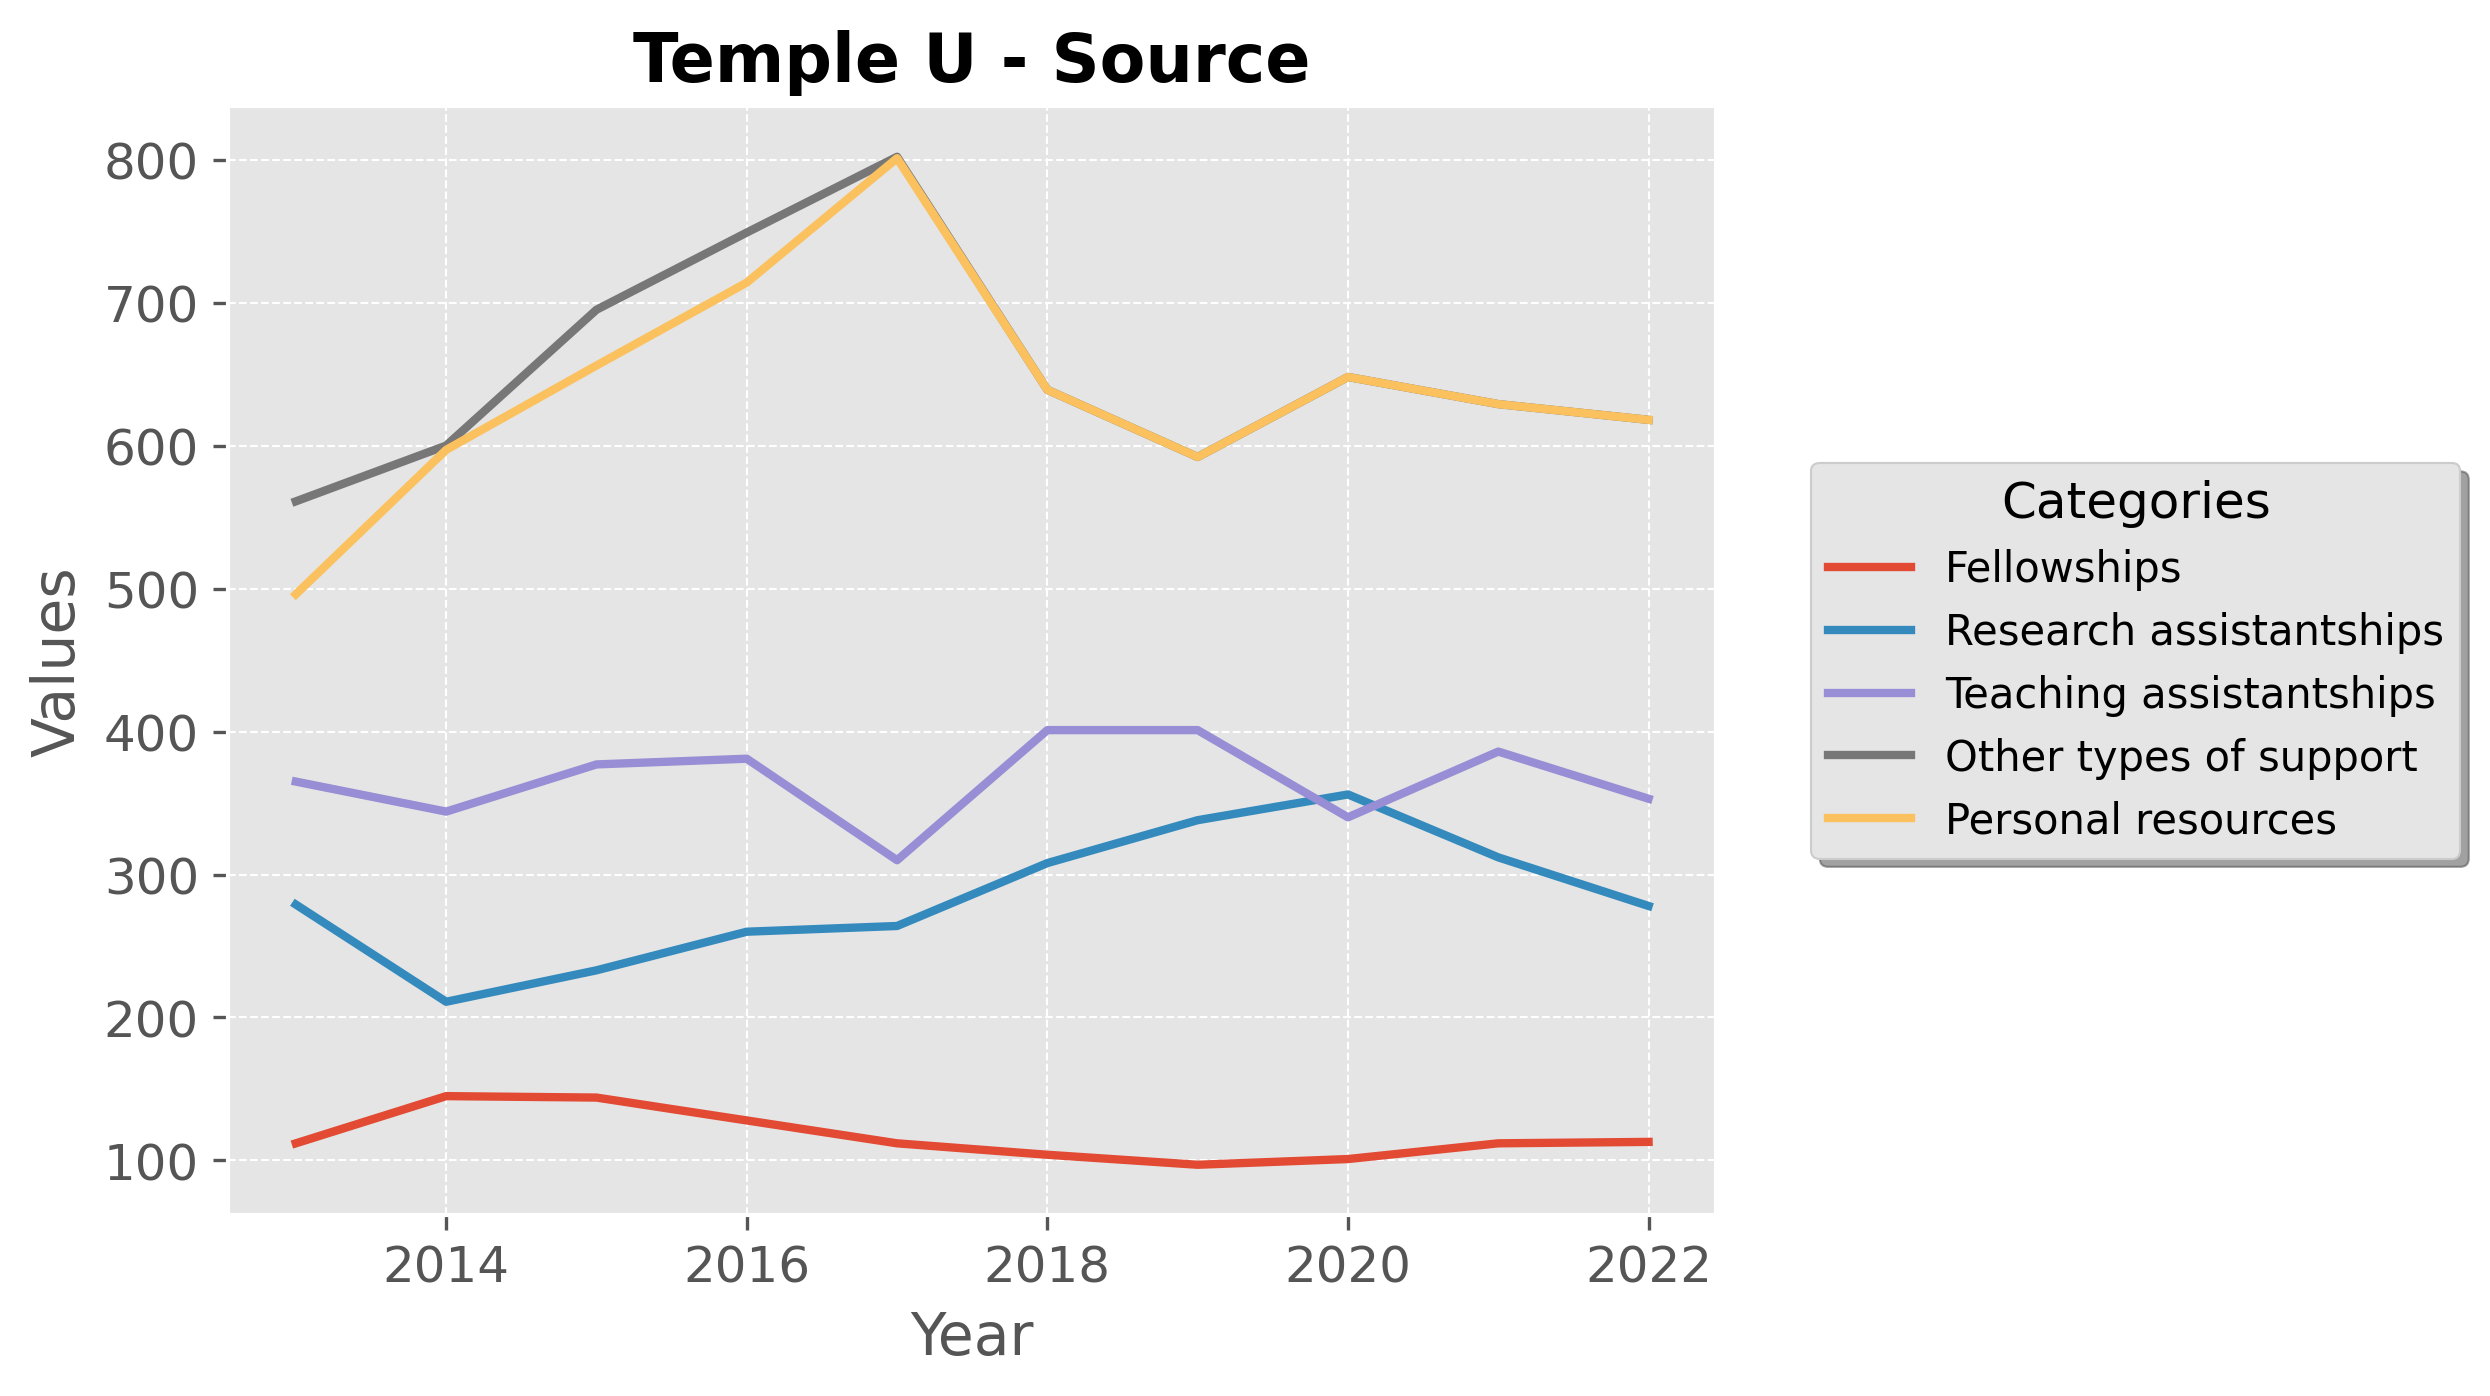 Temple U - Source
800
700
600
500
400
300
200
100
Values
2014 2016 2018 2020 2022
Year
Categories
Fellowships
Research assistantships
Teaching assistantships
Other types of support
Personal resources